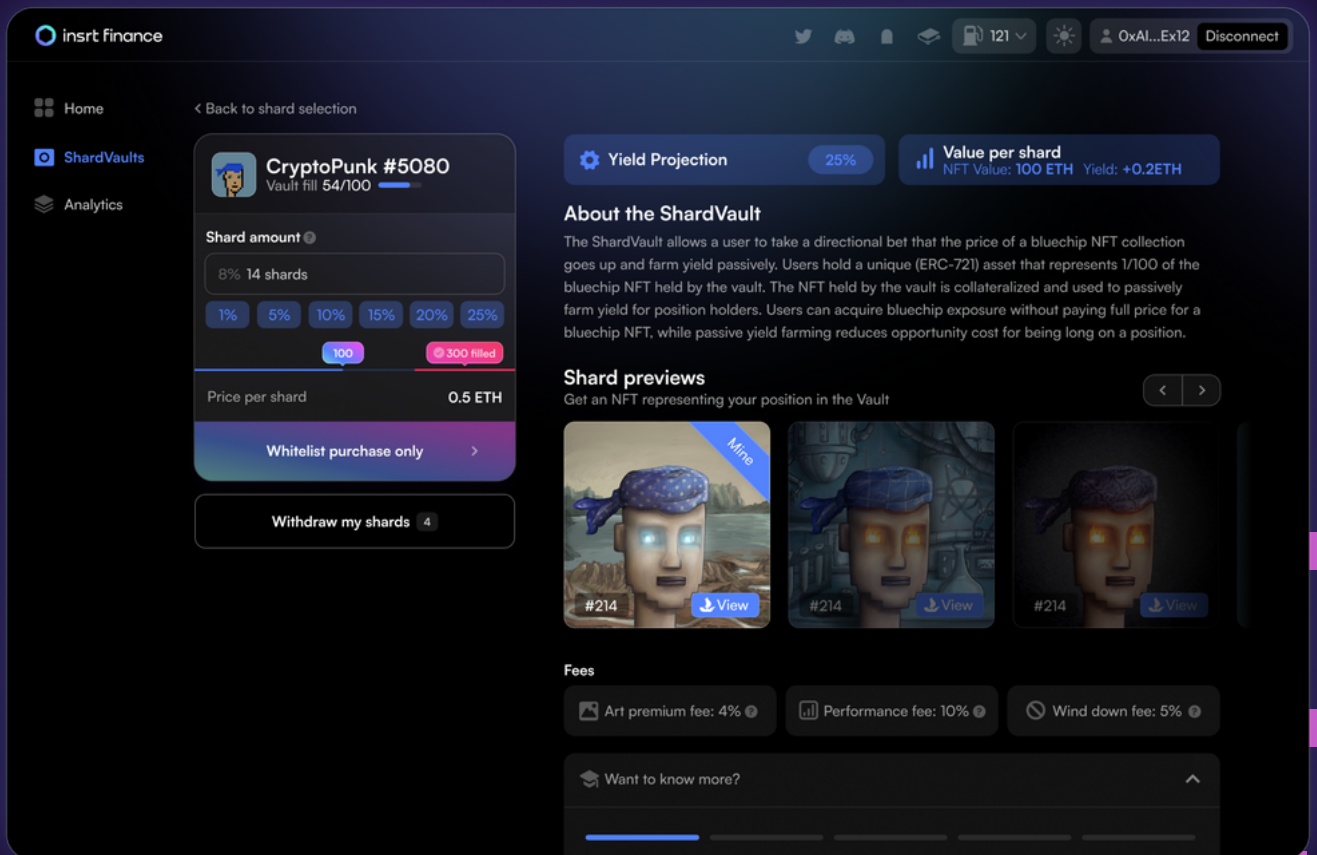 insrt finance
121
0xAl...Ex12
Disconnect
Home
ShardVaults
Analytics
Back to shard selection
CryptoPunk #5080
Vault fill 54/100
Shard amount
8% 14 shards
1% 5% 10% 15% 20% 25%
100
300 filled
Price per shard 0.5 ETH
Whitelist purchase only
Withdraw my shards 4
Yield Projection 25%
Value per shard
NFT Value: 100 ETH Yield: +0.2ETH
About the ShardVault
The ShardVault allows a user to take a directional bet that the price of a bluechip NFT collection
goes up and farm yield passively. Users hold a unique (ERC-721) asset that represents 1/100 of the
bluechip NFT held by the vault. The NFT held by the vault is collateralized and used to passively
farm yield for position holders. Users can acquire bluechip exposure without paying full price for a
bluechip NFT, while passive yield farming reduces opportunity cost for being long on a position.
Shard previews
Get an NFT representing your position in the Vault
Mine
#214 View
#214 View
#214 View
Fees
Art premium fee: 4%
Performance fee: 10%
Wind down fee: 5%
Want to know more?